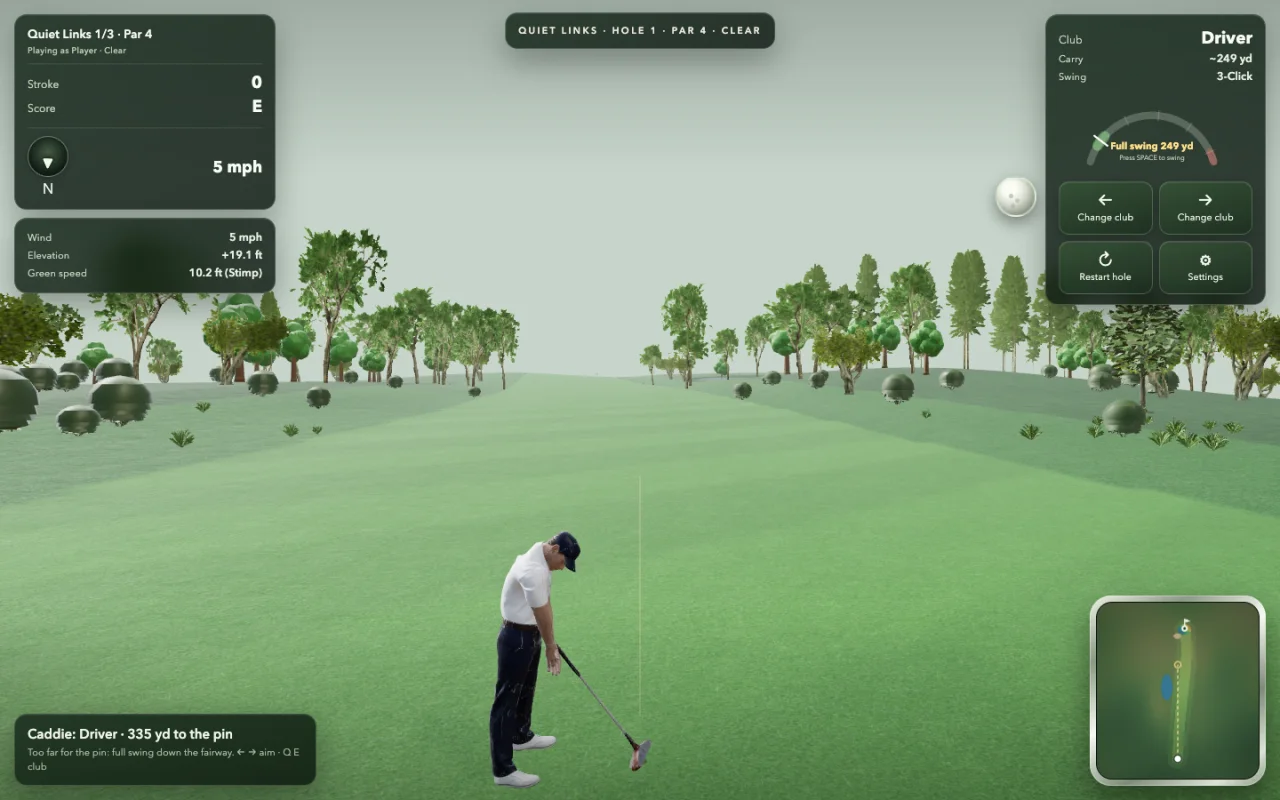 Quiet Links 1/3 · Par 4
Playing as Player · Clear
Stroke 0
Score E
5 mph
N
Wind 5 mph
Elevation +19.1 ft
Green speed 10.2 ft (Stimp)
QUIET LINKS · HOLE 1 · PAR 4 · CLEAR
Club Driver
Carry ~249 yd
Swing 3-Click
Full swing 249 yd
Press SPACE to swing
← →
Change club Change club
Restart hole Settings
Caddie: Driver · 335 yd to the pin
Too far for the pin: full swing down the fairway. ← → aim · Q E
club